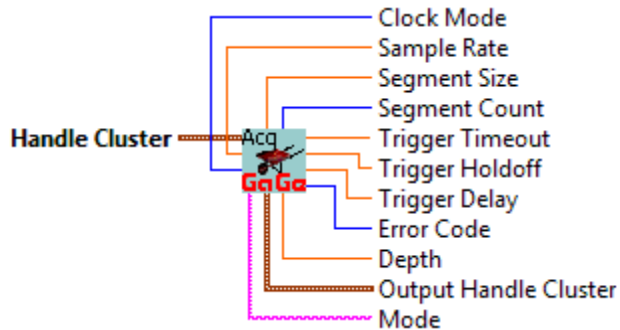 Clock Mode
Sample Rate
Segment Size
Segment Count
Handle Cluster
Acq
GaGe
Trigger Timeout
Trigger Holdoff
Trigger Delay
Error Code
Depth
Output Handle Cluster
Mode